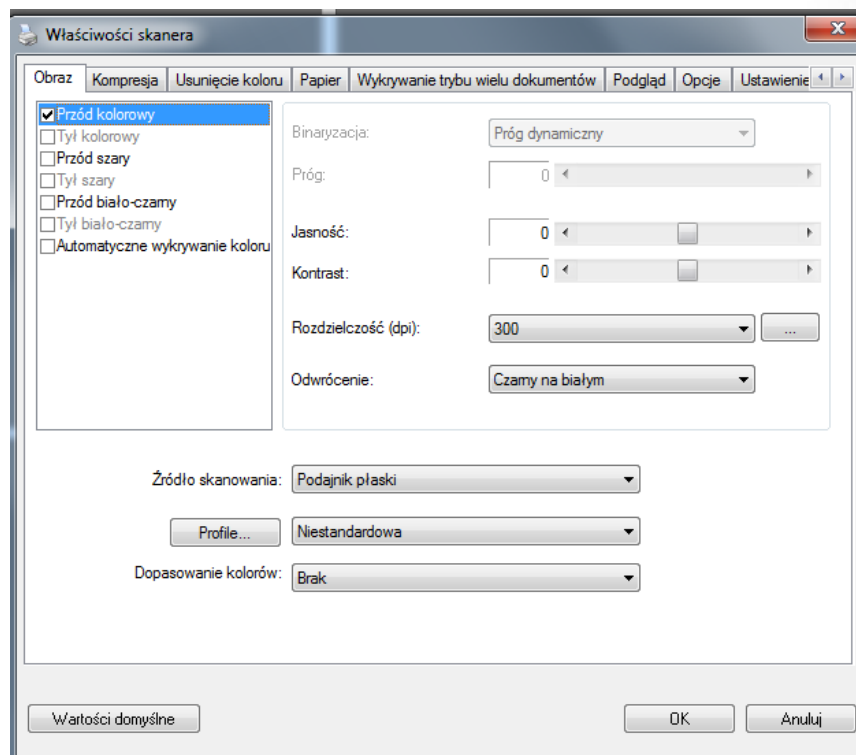 Właściwości skanera
Obraz Kompresja Usunięcie koloru Papier Wykrywanie trybu wielu dokumentów Podgląd Opcje Ustawienie
Przód kolorowy
Tył kolorowy
Przód szary
Tył szary
Przód biało-czarny
Tył biało-czarny
Automatyczne wykrywanie koloru
Binaryzacja: Próg dynamiczny
Próg: 0
Jasność: 0
Kontrast: 0
Rozdzielczość (dpi): 300 ...
Odwrócenie: Czarny na białym
Źródło skanowania: Podajnik płaski
Profile... Niestandardowa
Dopasowanie kolorów: Brak
Wartości domyślne OK Anuluj